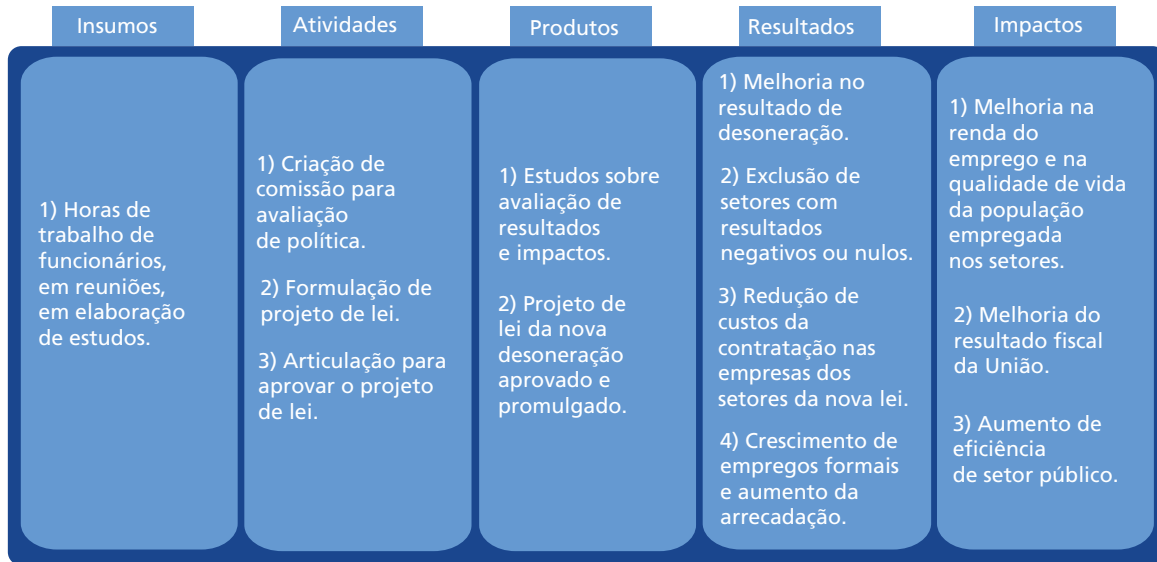 Insumos
Atividades
Produtos
Resultados
Impactos
1) Horas de
trabalho de
funcionários,
em reuniões,
em elaboração
de estudos.
1) Criação de
comissão para
avaliação
de política.
2) Formulação de
projeto de lei.
3) Articulação para
aprovar o projeto
de lei.
1) Estudos sobre
avaliação de
resultados
e impactos.
2) Projeto de
lei da nova
desoneração
aprovado e
promulgado.
1) Melhoria no
resultado de
desoneração.
2) Exclusão de
setores com
resultados
negativos ou nulos.
3) Redução de
custos da
contratação nas
empresas dos
setores da nova lei.
4) Crescimento de
empregos formais
e aumento da
arrecadação.
1) Melhoria na
renda do
emprego e na
qualidade de vida
da população
empregada
nos setores.
2) Melhoria do
resultado fiscal
da União.
3) Aumento de
eficiência
de setor público.